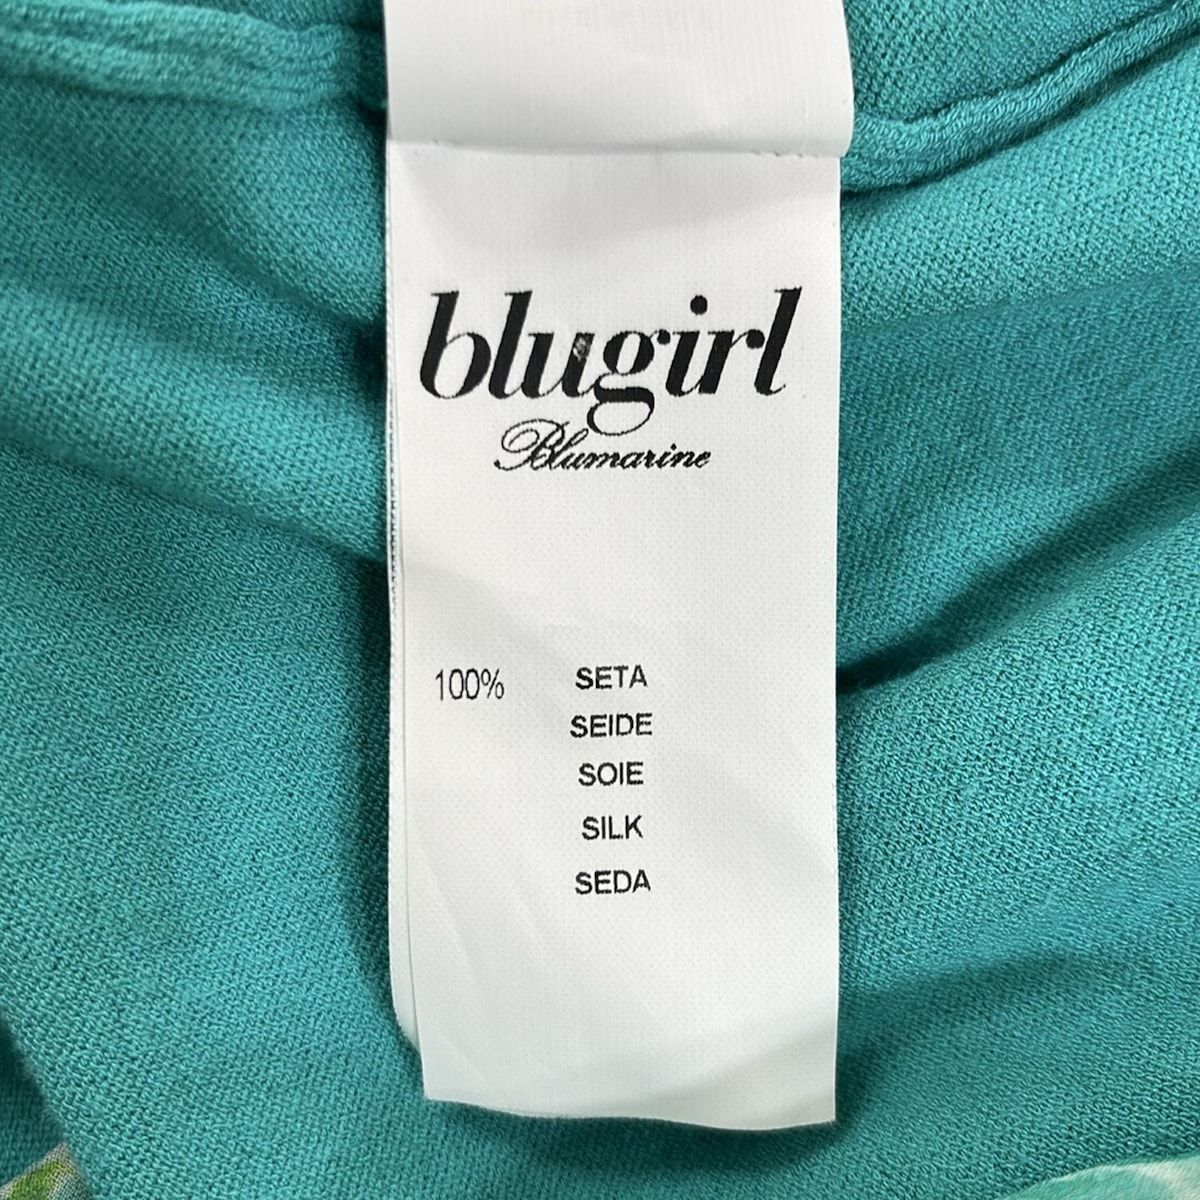 blugirl
Blumarine
100% SETA
SEIDE
SOIE
SILK
SEDA